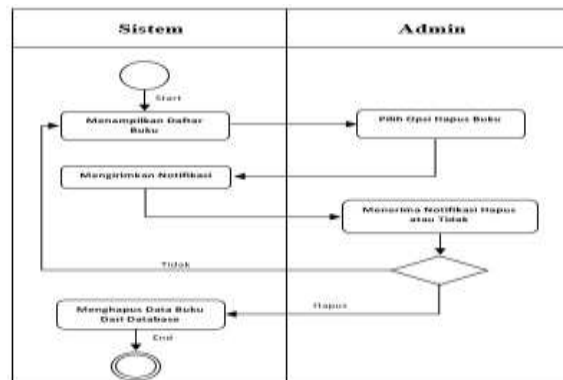 Sistem
Admin
Start
Menampilkan Daftar
Buku
Pilih Opsi Hapus Buku
Mengirimkan Notifikasi
Menerima Notifikasi Hapus
atau Tidak
Tidak
Hapus
Menghapus Data Buku
Dari Database
End